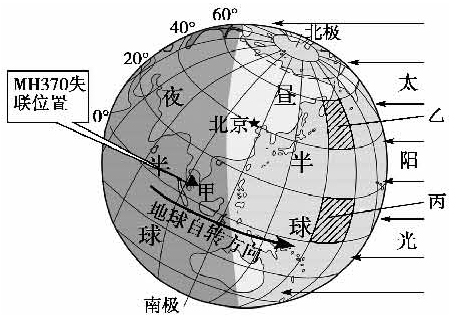 60°
40°
20°
0°
北极
MH370失
联位置
夜
昼
北京
半
半
甲
球
球
地球自转方向
南极
太
乙
阳
丙
光